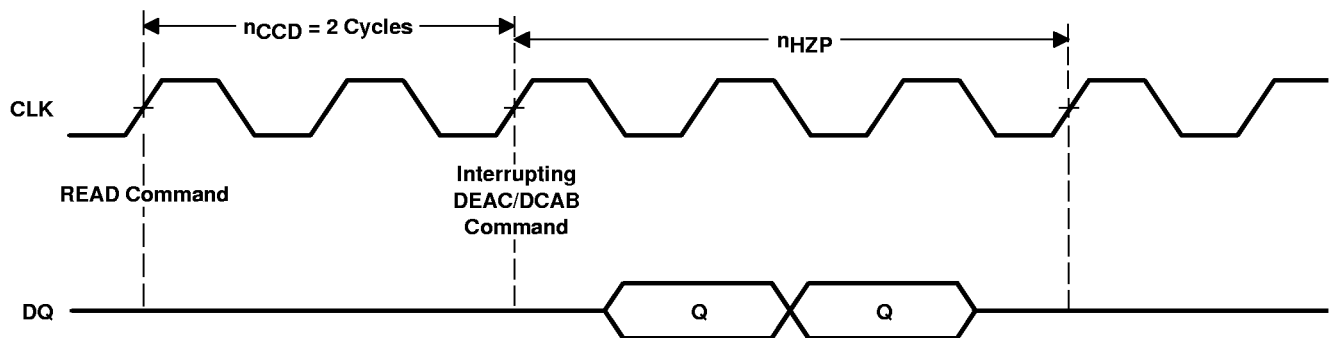 nCCD = 2 Cycles
nHZP
CLK
READ Command
Interrupting
DEAC/DCAB
Command
DQ
Q
Q